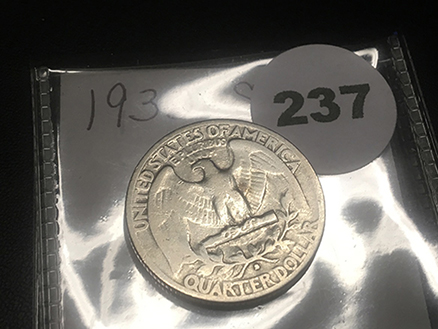 193 S
237
UNITED STATES OF AMERICA
E PLURIBUS UNUM
QUARTER DOLLAR